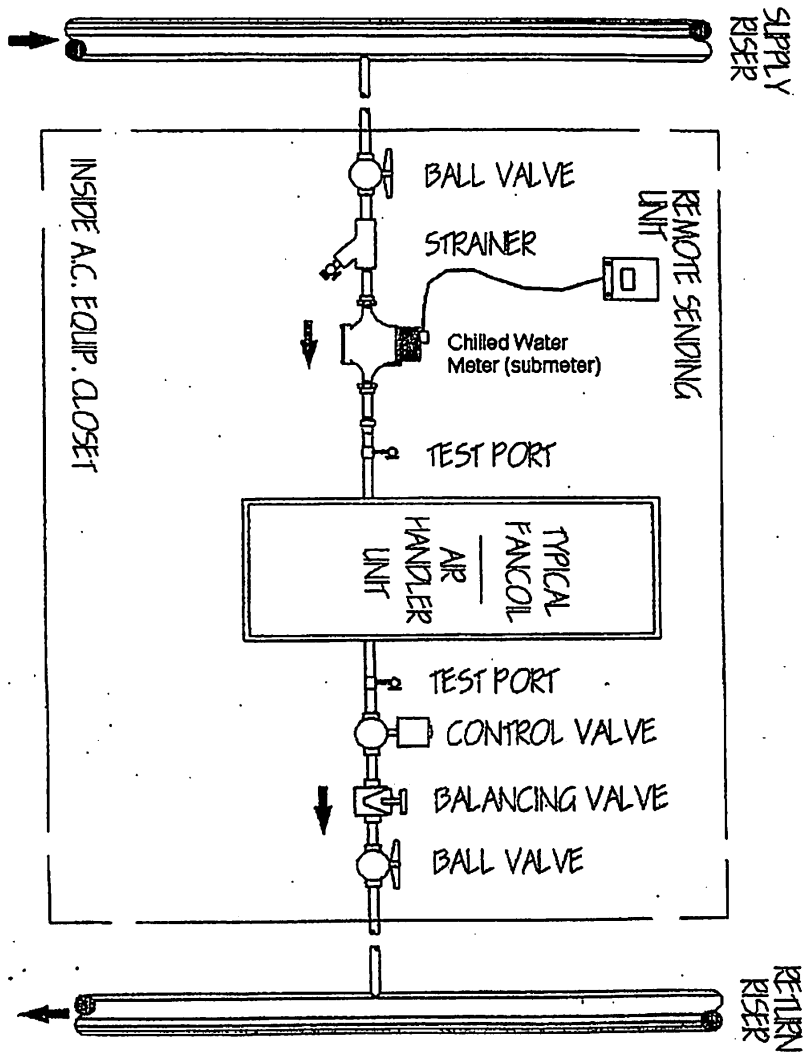 SUPPLY
RISER
BALL VALVE
STRAINER
REMOTE SENDING
UNIT
INSIDE A.C. EQUIP. CLOSET
Chilled Water
Meter (submeter)
TEST PORT
TYPICAL
FANCOIL
AIR
HANDLER
UNIT
TEST PORT
CONTROL VALVE
BALANCING VALVE
BALL VALVE
RETURN
RISER